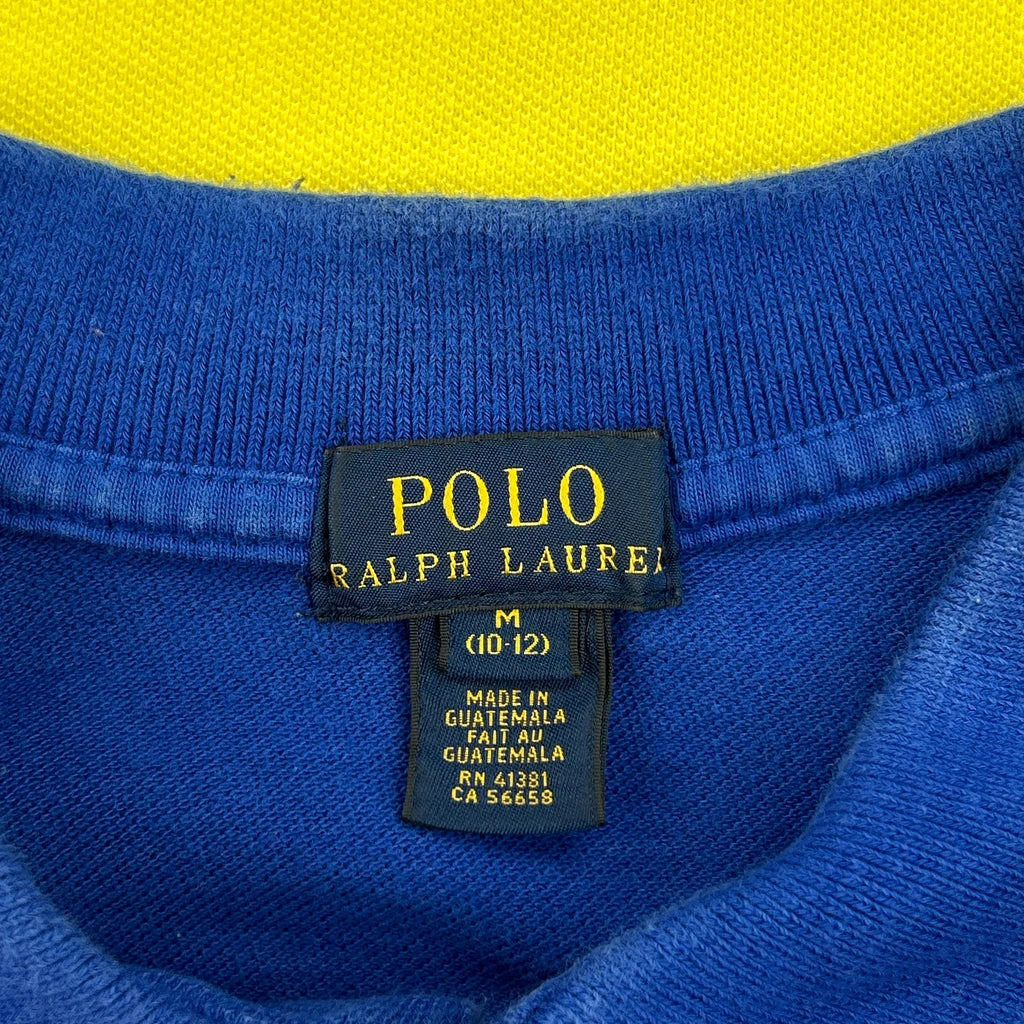 POLO
RALPH LAUREN
M
(10-12)
MADE IN
GUATEMALA
FAIT AU
GUATEMALA
RN 41381
CA 56658